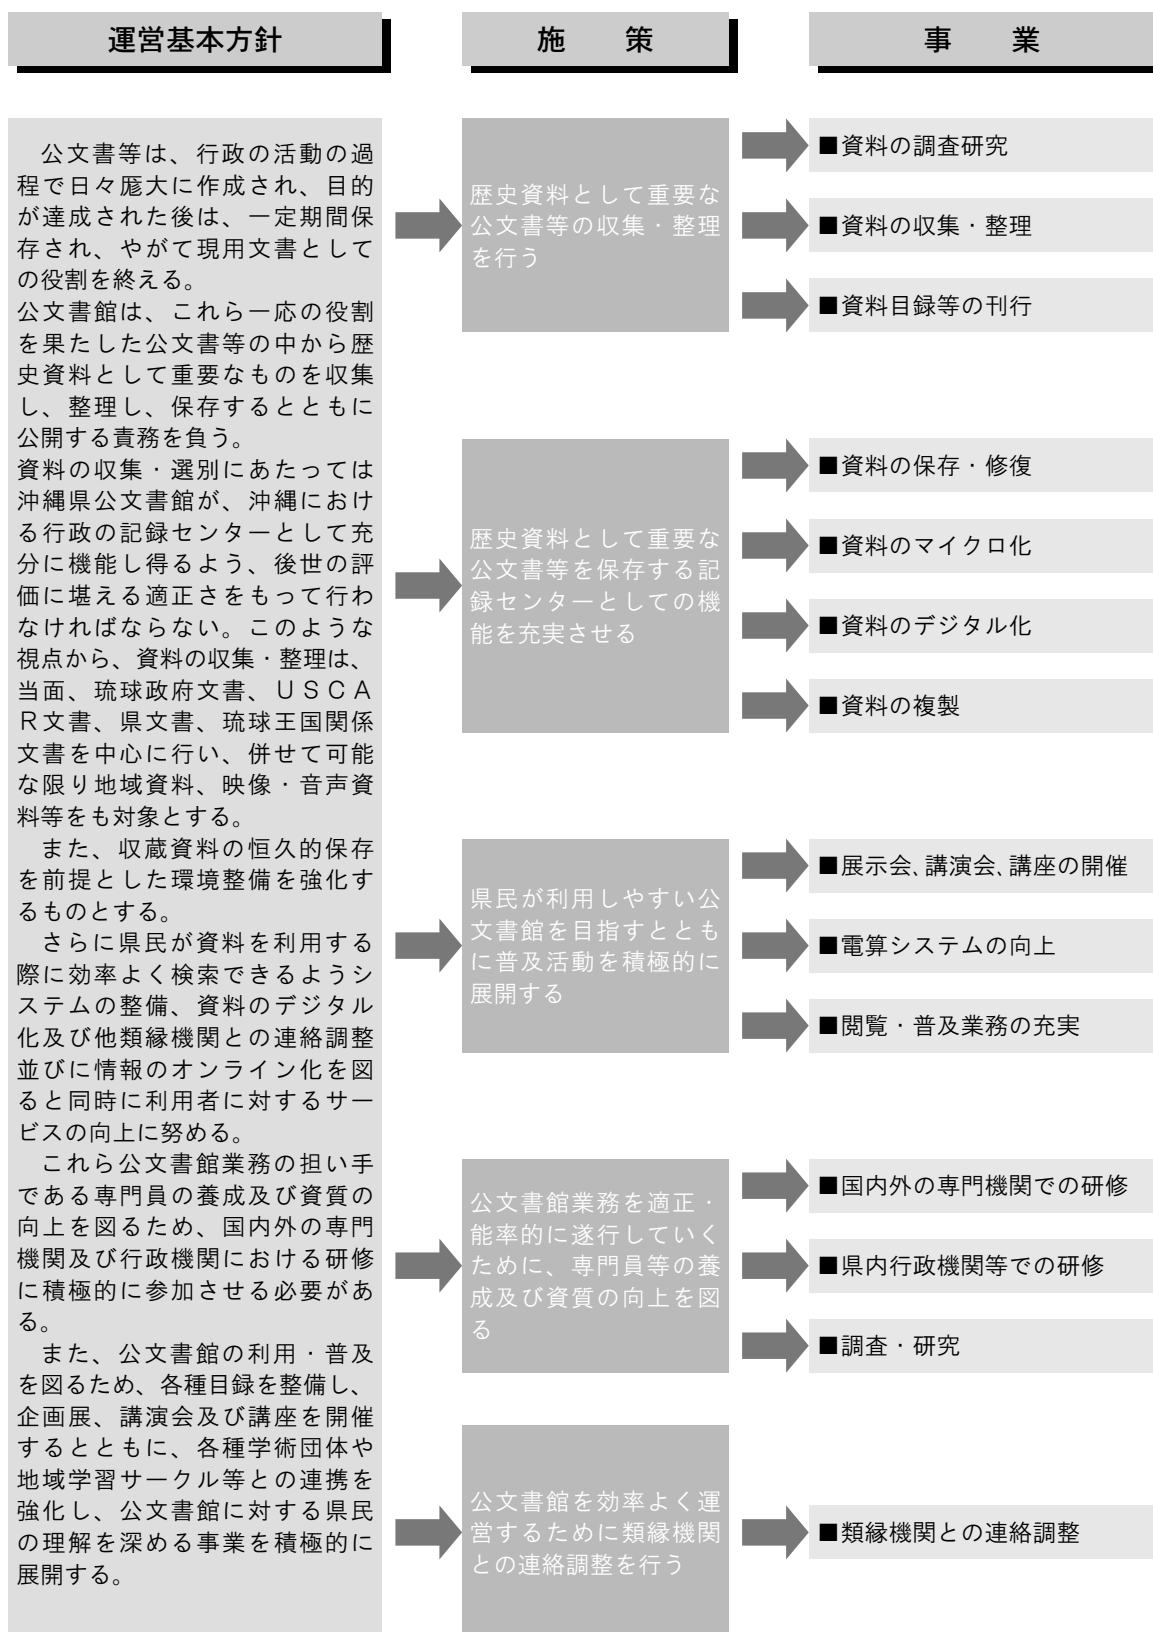 運営基本方針
施　　策
事　　業
　公文書等は、行政の活動の過
程で日々厖大に作成され、目的
が達成された後は、一定期間保
存され、やがて現用文書として
の役割を終える。
公文書館は、これら一応の役割
を果たした公文書等の中から歴
史資料として重要なものを収集
し、整理し、保存するとともに
公開する責務を負う。
資料の収集・選別にあたっては
沖縄県公文書館が、沖縄におけ
る行政の記録センターとして充
分に機能し得るよう、後世の評
価に堪える適正さをもって行わ
なければならない。このような
視点から、資料の収集・整理は、
当面、琉球政府文書、ＵＳＣＡ
Ｒ文書、県文書、琉球王国関係
文書を中心に行い、併せて可能
な限り地域資料、映像・音声資
料等をも対象とする。
　また、収蔵資料の恒久的保存
を前提とした環境整備を強化す
るものとする。
　さらに県民が資料を利用する
際に効率よく検索できるようシ
ステムの整備、資料のデジタル
化及び他類縁機関との連絡調整
並びに情報のオンライン化を図
ると同時に利用者に対するサー
ビスの向上に努める。
　これら公文書館業務の担い手
である専門員の養成及び資質の
向上を図るため、国内外の専門
機関及び行政機関における研修
に積極的に参加させる必要があ
る。
　また、公文書館の利用・普及
を図るため、各種目録を整備し、
企画展、講演会及び講座を開催
するとともに、各種学術団体や
地域学習サークル等との連携を
強化し、公文書館に対する県民
の理解を深める事業を積極的に
展開する。
歴史資料として重要な
公文書等の収集・整理
を行う
■資料の調査研究
■資料の収集・整理
■資料目録等の刊行
歴史資料として重要な
公文書等を保存する記
録センターとしての機
能を充実させる
■資料の保存・修復
■資料のマイクロ化
■資料のデジタル化
■資料の複製
県民が利用しやすい公
文書館を目指すととも
に普及活動を積極的に
展開する
■展示会、講演会、講座の開催
■電算システムの向上
■閲覧・普及業務の充実
公文書館業務を適正・
能率的に遂行していく
ために、専門員等の養
成及び資質の向上を図
る
■国内外の専門機関での研修
■県内行政機関等での研修
■調査・研究
公文書館を効率よく運
営するために類縁機関
との連絡調整を行う
■類縁機関との連絡調整